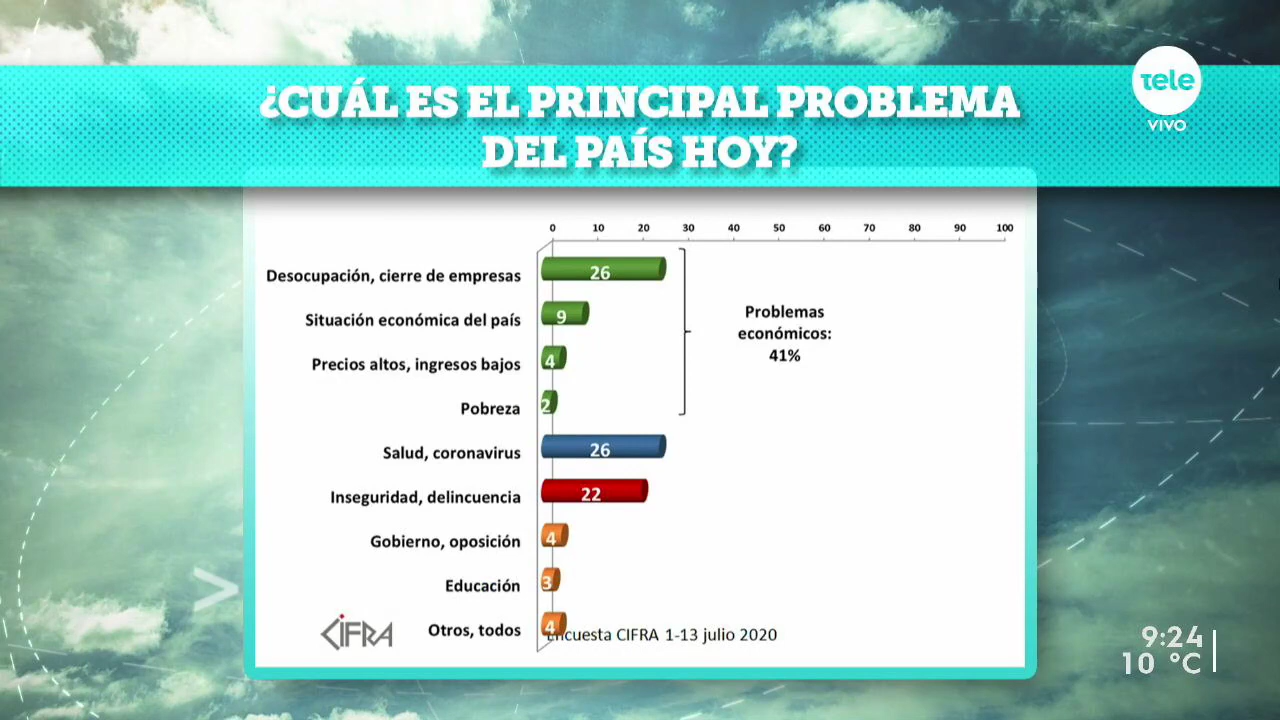 ¿CUÁL ES EL PRINCIPAL PROBLEMA
DEL PAÍS HOY?
tele
VIVO
0 10 20 30 40 50 60 70 80 90 100
Desocupación, cierre de empresas 26
Situación económica del país 9
Precios altos, ingresos bajos 4
Pobreza 2
Problemas
económicos:
41%
Salud, coronavirus 26
Inseguridad, delincuencia 22
Gobierno, oposición 4
Educación 3
Otros, todos 4
CIFRA
Encuesta CIFRA 1-13 julio 2020
9:24
10 °C